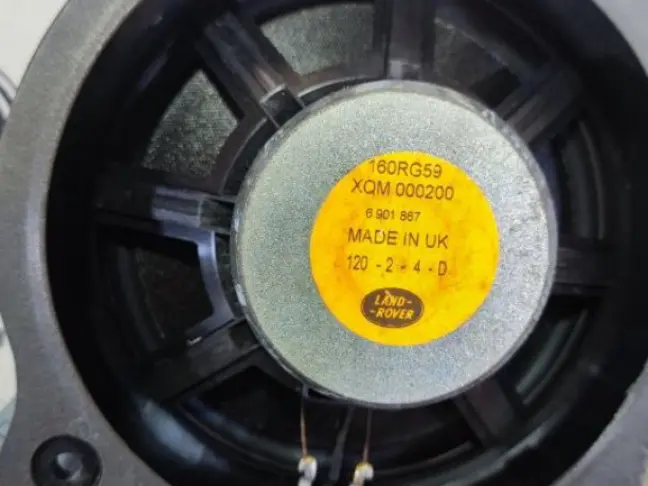 160RG59
XQM 000200
6 901 867
MADE IN UK
120 - 2 - 4 - D
LAND-
-ROVER